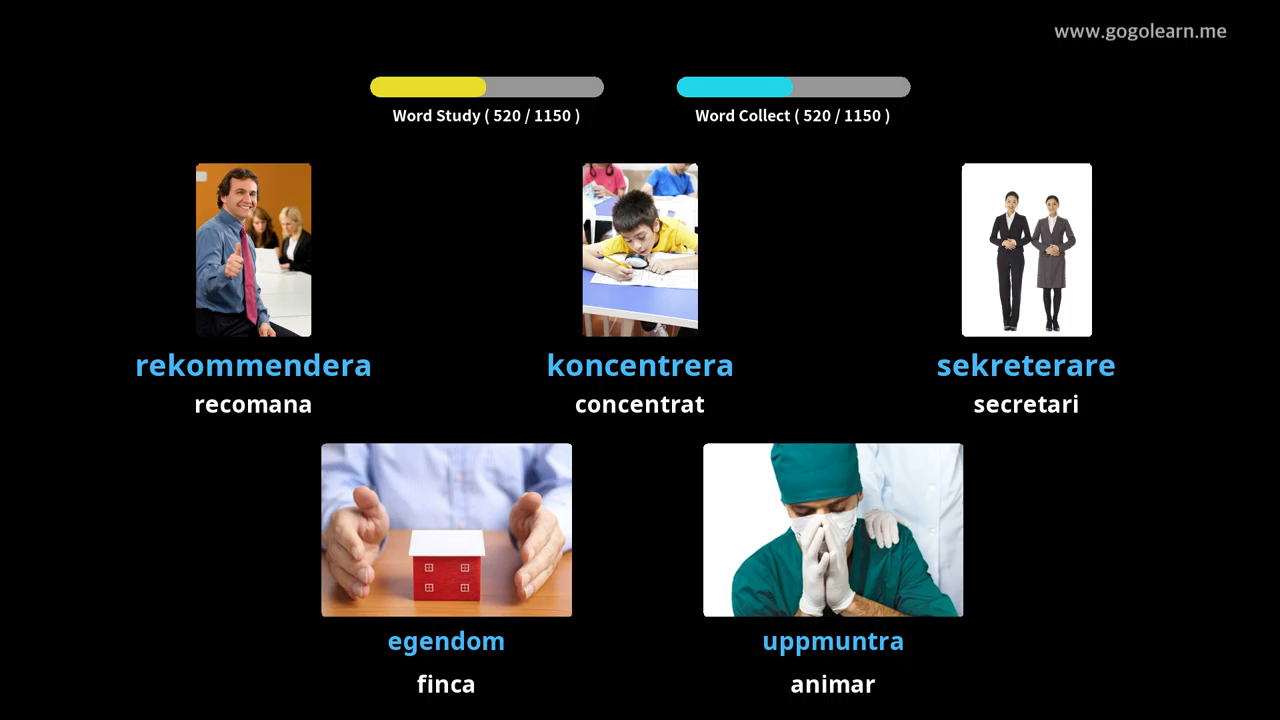 www.gogolearn.me
Word Study ( 520 / 1150 )
Word Collect ( 520 / 1150 )
rekommendera
recomana
koncentrera
concentrat
sekreterare
secretari
egendom
finca
uppmuntra
animar